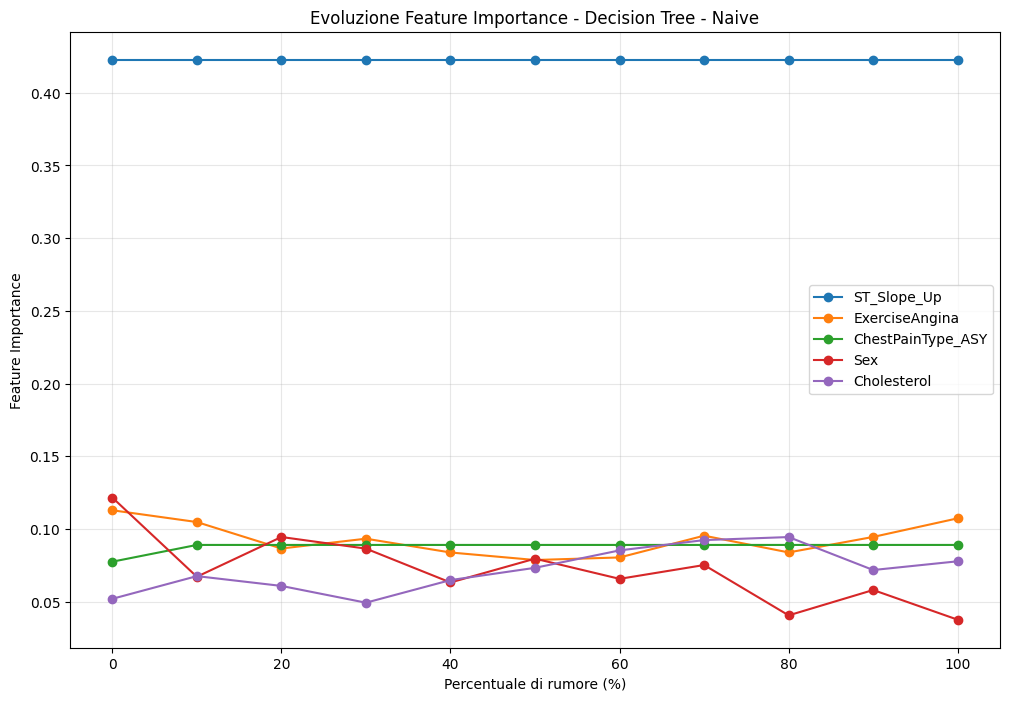 Evoluzione Feature Importance - Decision Tree - Naive
Feature Importance
0.40
0.35
0.30
0.25
0.20
0.15
0.10
0.05
ST_Slope_Up
ExerciseAngina
ChestPainType_ASY
Sex
Cholesterol
0 20 40 60 80 100
Percentuale di rumore (%)